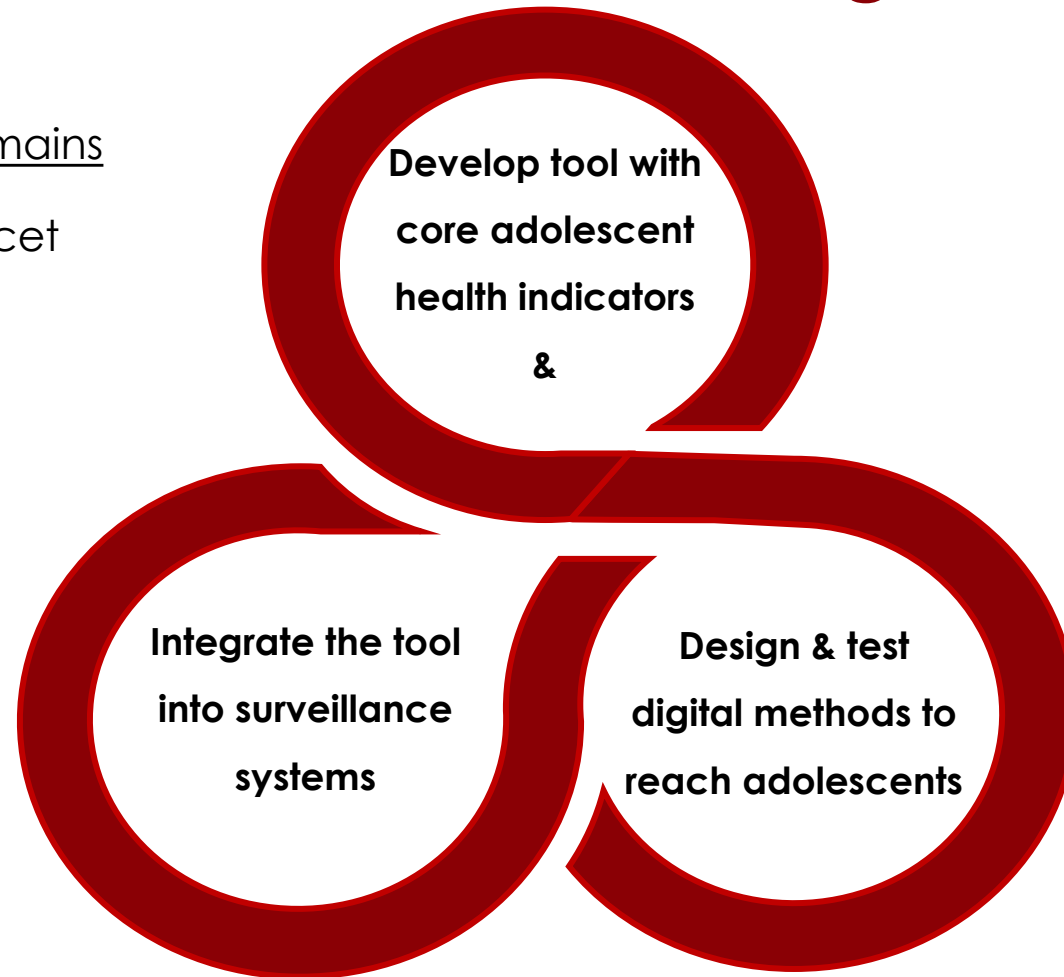 mains
cet
Develop tool with
core adolescent
health indicators
&
Integrate the tool
into surveillance
systems
Design & test
digital methods to
reach adolescents